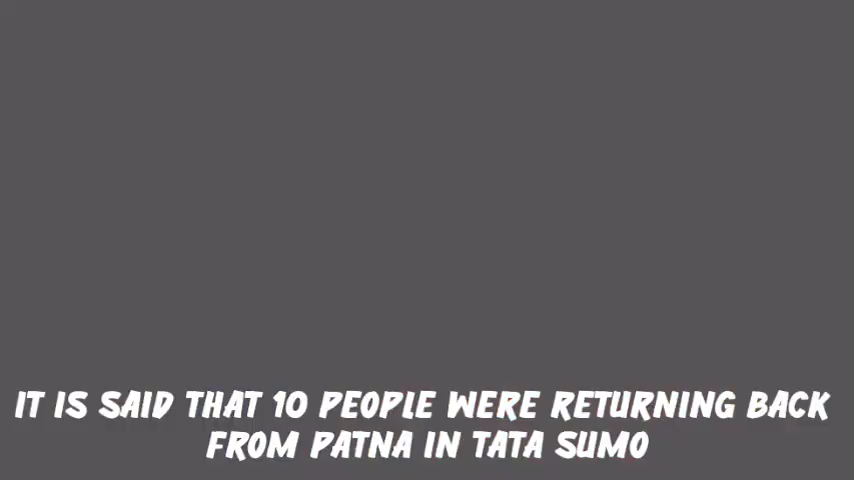 IT IS SAID THAT 10 PEOPLE WERE RETURNING BACK
FROM PATNA IN TATA SUMO